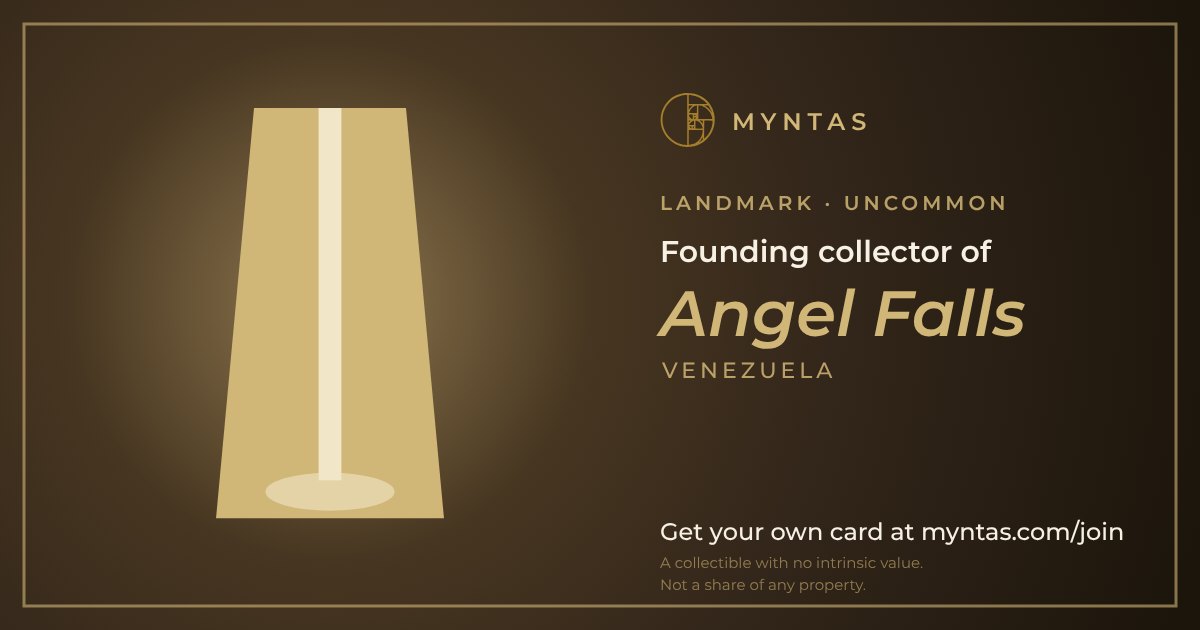 MYNTAS
LANDMARK · UNCOMMON
Founding collector of
Angel Falls
VENEZUELA
Get your own card at myntas.com/join
A collectible with no intrinsic value.
Not a share of any property.